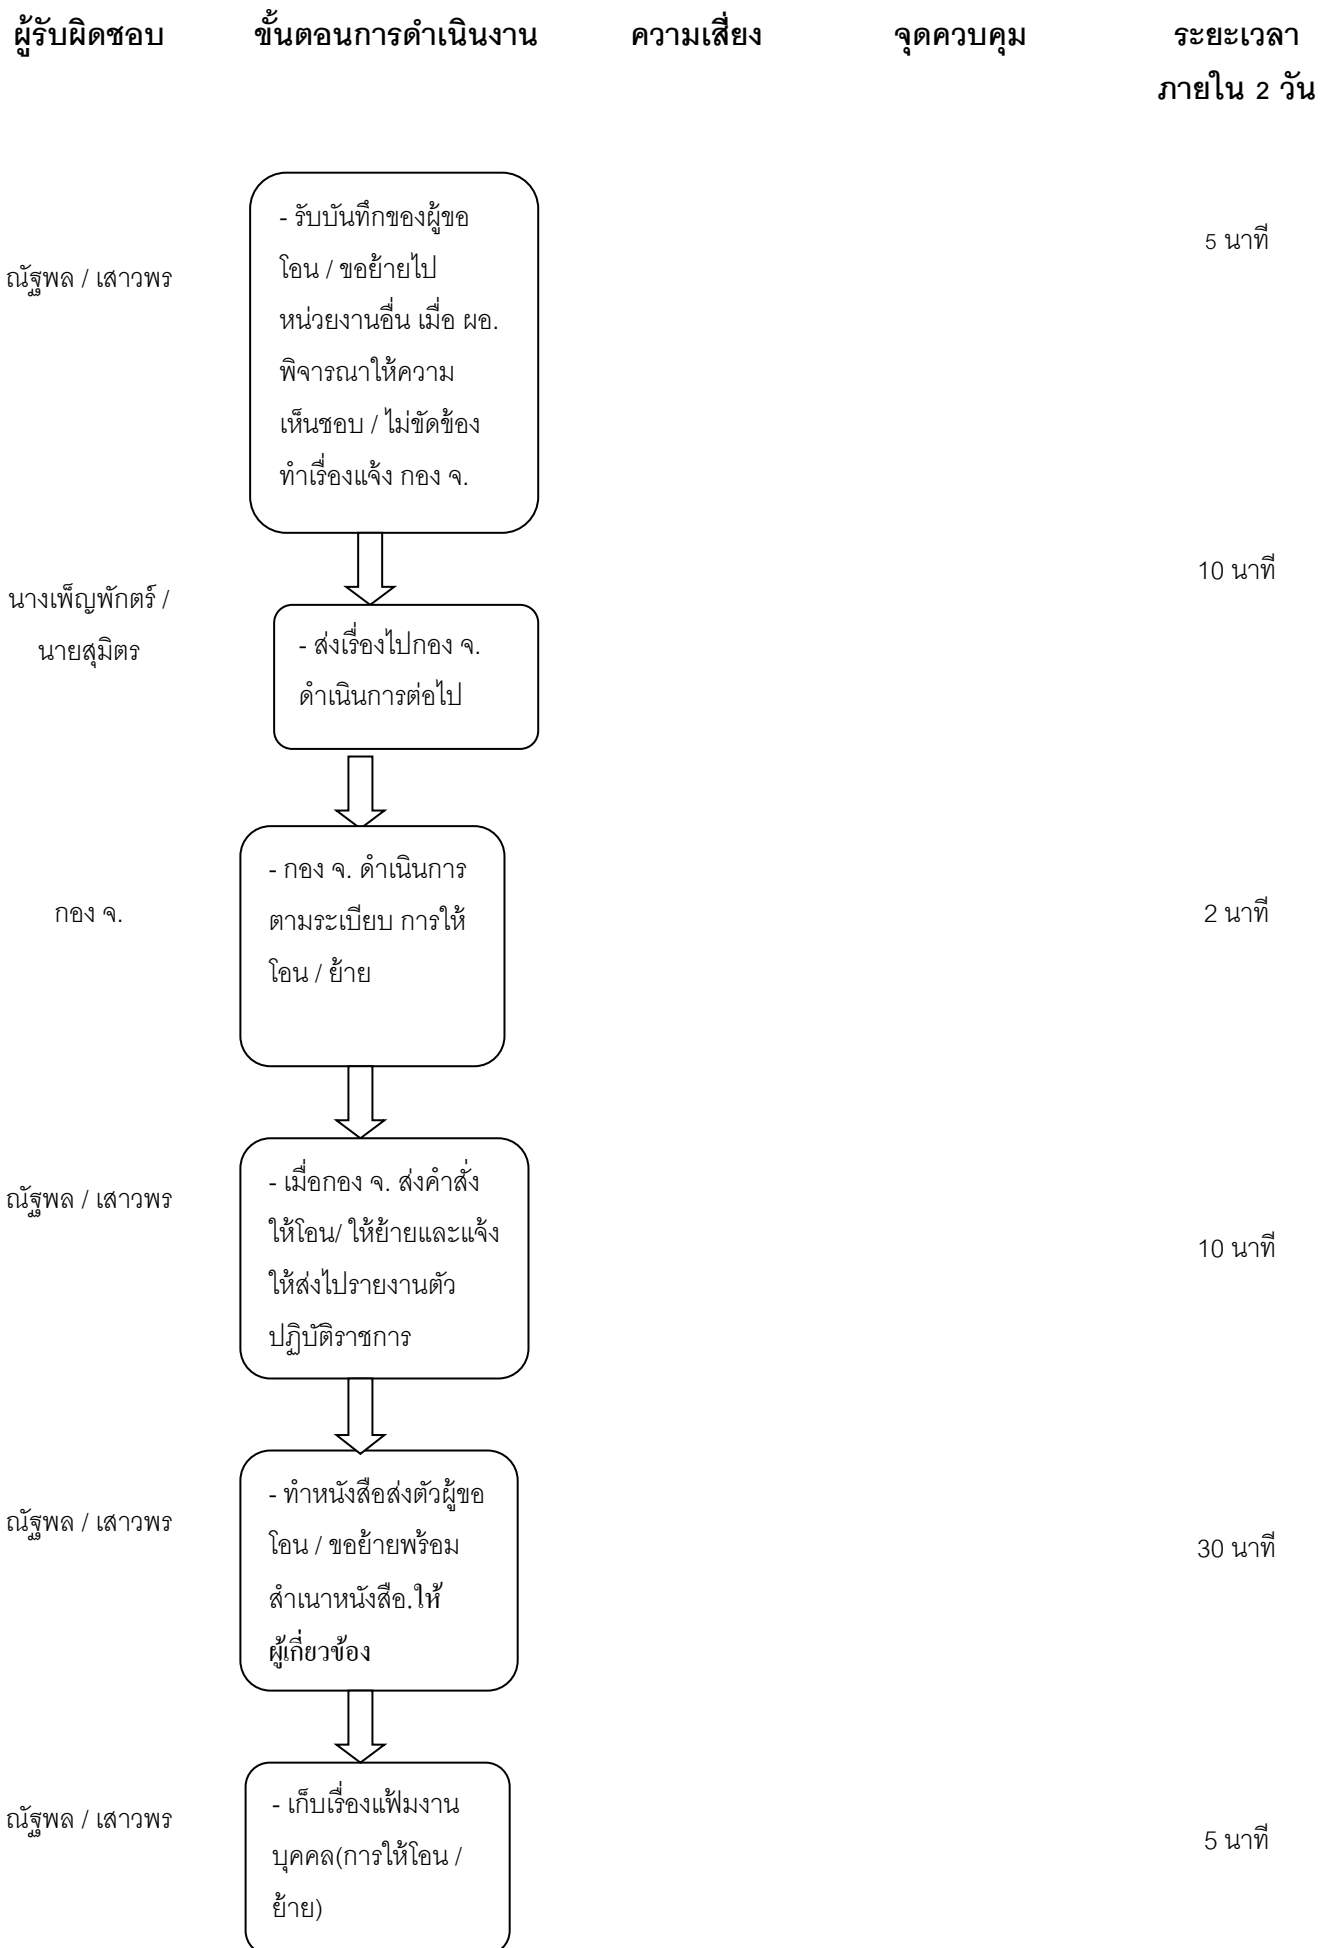 ผู้รับผิดชอบ ขั้นตอนการดำเนินงาน ความเสี่ยง จุดควบคุม ระยะเวลา
ภายใน 2 วัน
ณัฐพล / เสาวพร
- รับบันทึกของผู้ขอ
โอน / ขอย้ายไป
หน่วยงานอื่น เมื่อ ผอ.
พิจารณาให้ความ
เห็นชอบ / ไม่ขัดข้อง
ทำเรื่องแจ้ง กอง จ.
5 นาที
นางเพ็ญพักตร์ /
นายสุมิตร
- ส่งเรื่องไปกอง จ.
ดำเนินการต่อไป
10 นาที
กอง จ.
- กอง จ. ดำเนินการ
ตามระเบียบ การให้
โอน / ย้าย
2 นาที
ณัฐพล / เสาวพร
- เมื่อกอง จ. ส่งคำสั่ง
ให้โอน/ ให้ย้ายและแจ้ง
ให้ส่งไปรายงานตัว
ปฏิบัติราชการ
10 นาที
ณัฐพล / เสาวพร
- ทำหนังสือส่งตัวผู้ขอ
โอน / ขอย้ายพร้อม
สำเนาหนังสือ.ให้
ผู้เกี่ยวข้อง
30 นาที
ณัฐพล / เสาวพร
- เก็บเรื่องแฟ้มงาน
บุคคล(การให้โอน /
ย้าย)
5 นาที